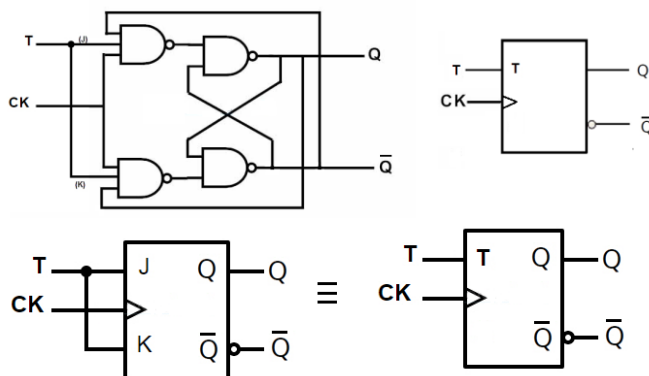 T (J) Q
CK
(K) Q̅
T T Q
CK
Q̅
T J Q Q
CK
K Q̅ Q̅
≡
T T Q Q
CK
Q̅ Q̅